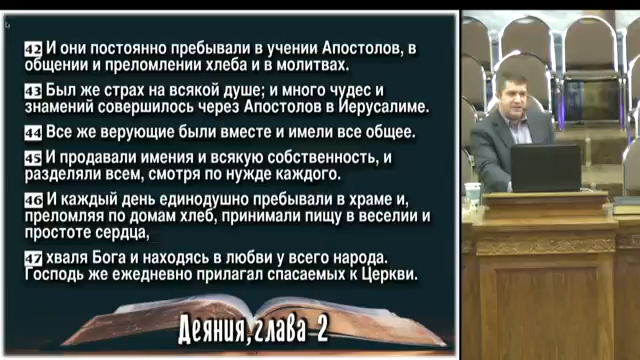 42 И они постоянно пребывали в учении Апостолов, в
общении и преломлении хлеба и в молитвах.
43 Был же страх на всякой душе; и много чудес и
знамений совершилось через Апостолов в Иерусалиме.
44 Все же верующие были вместе и имели все общее.
45 И продавали имения и всякую собственность, и
разделяли всем, смотря по нужде каждого.
46 И каждый день единодушно пребывали в храме и,
преломляя по домам хлеб, принимали пищу в веселии и
простоте сердца,
47 хваля Бога и находясь в любви у всего народа.
Господь же ежедневно прилагал спасаемых к Церкви.
Деяния, глава 2